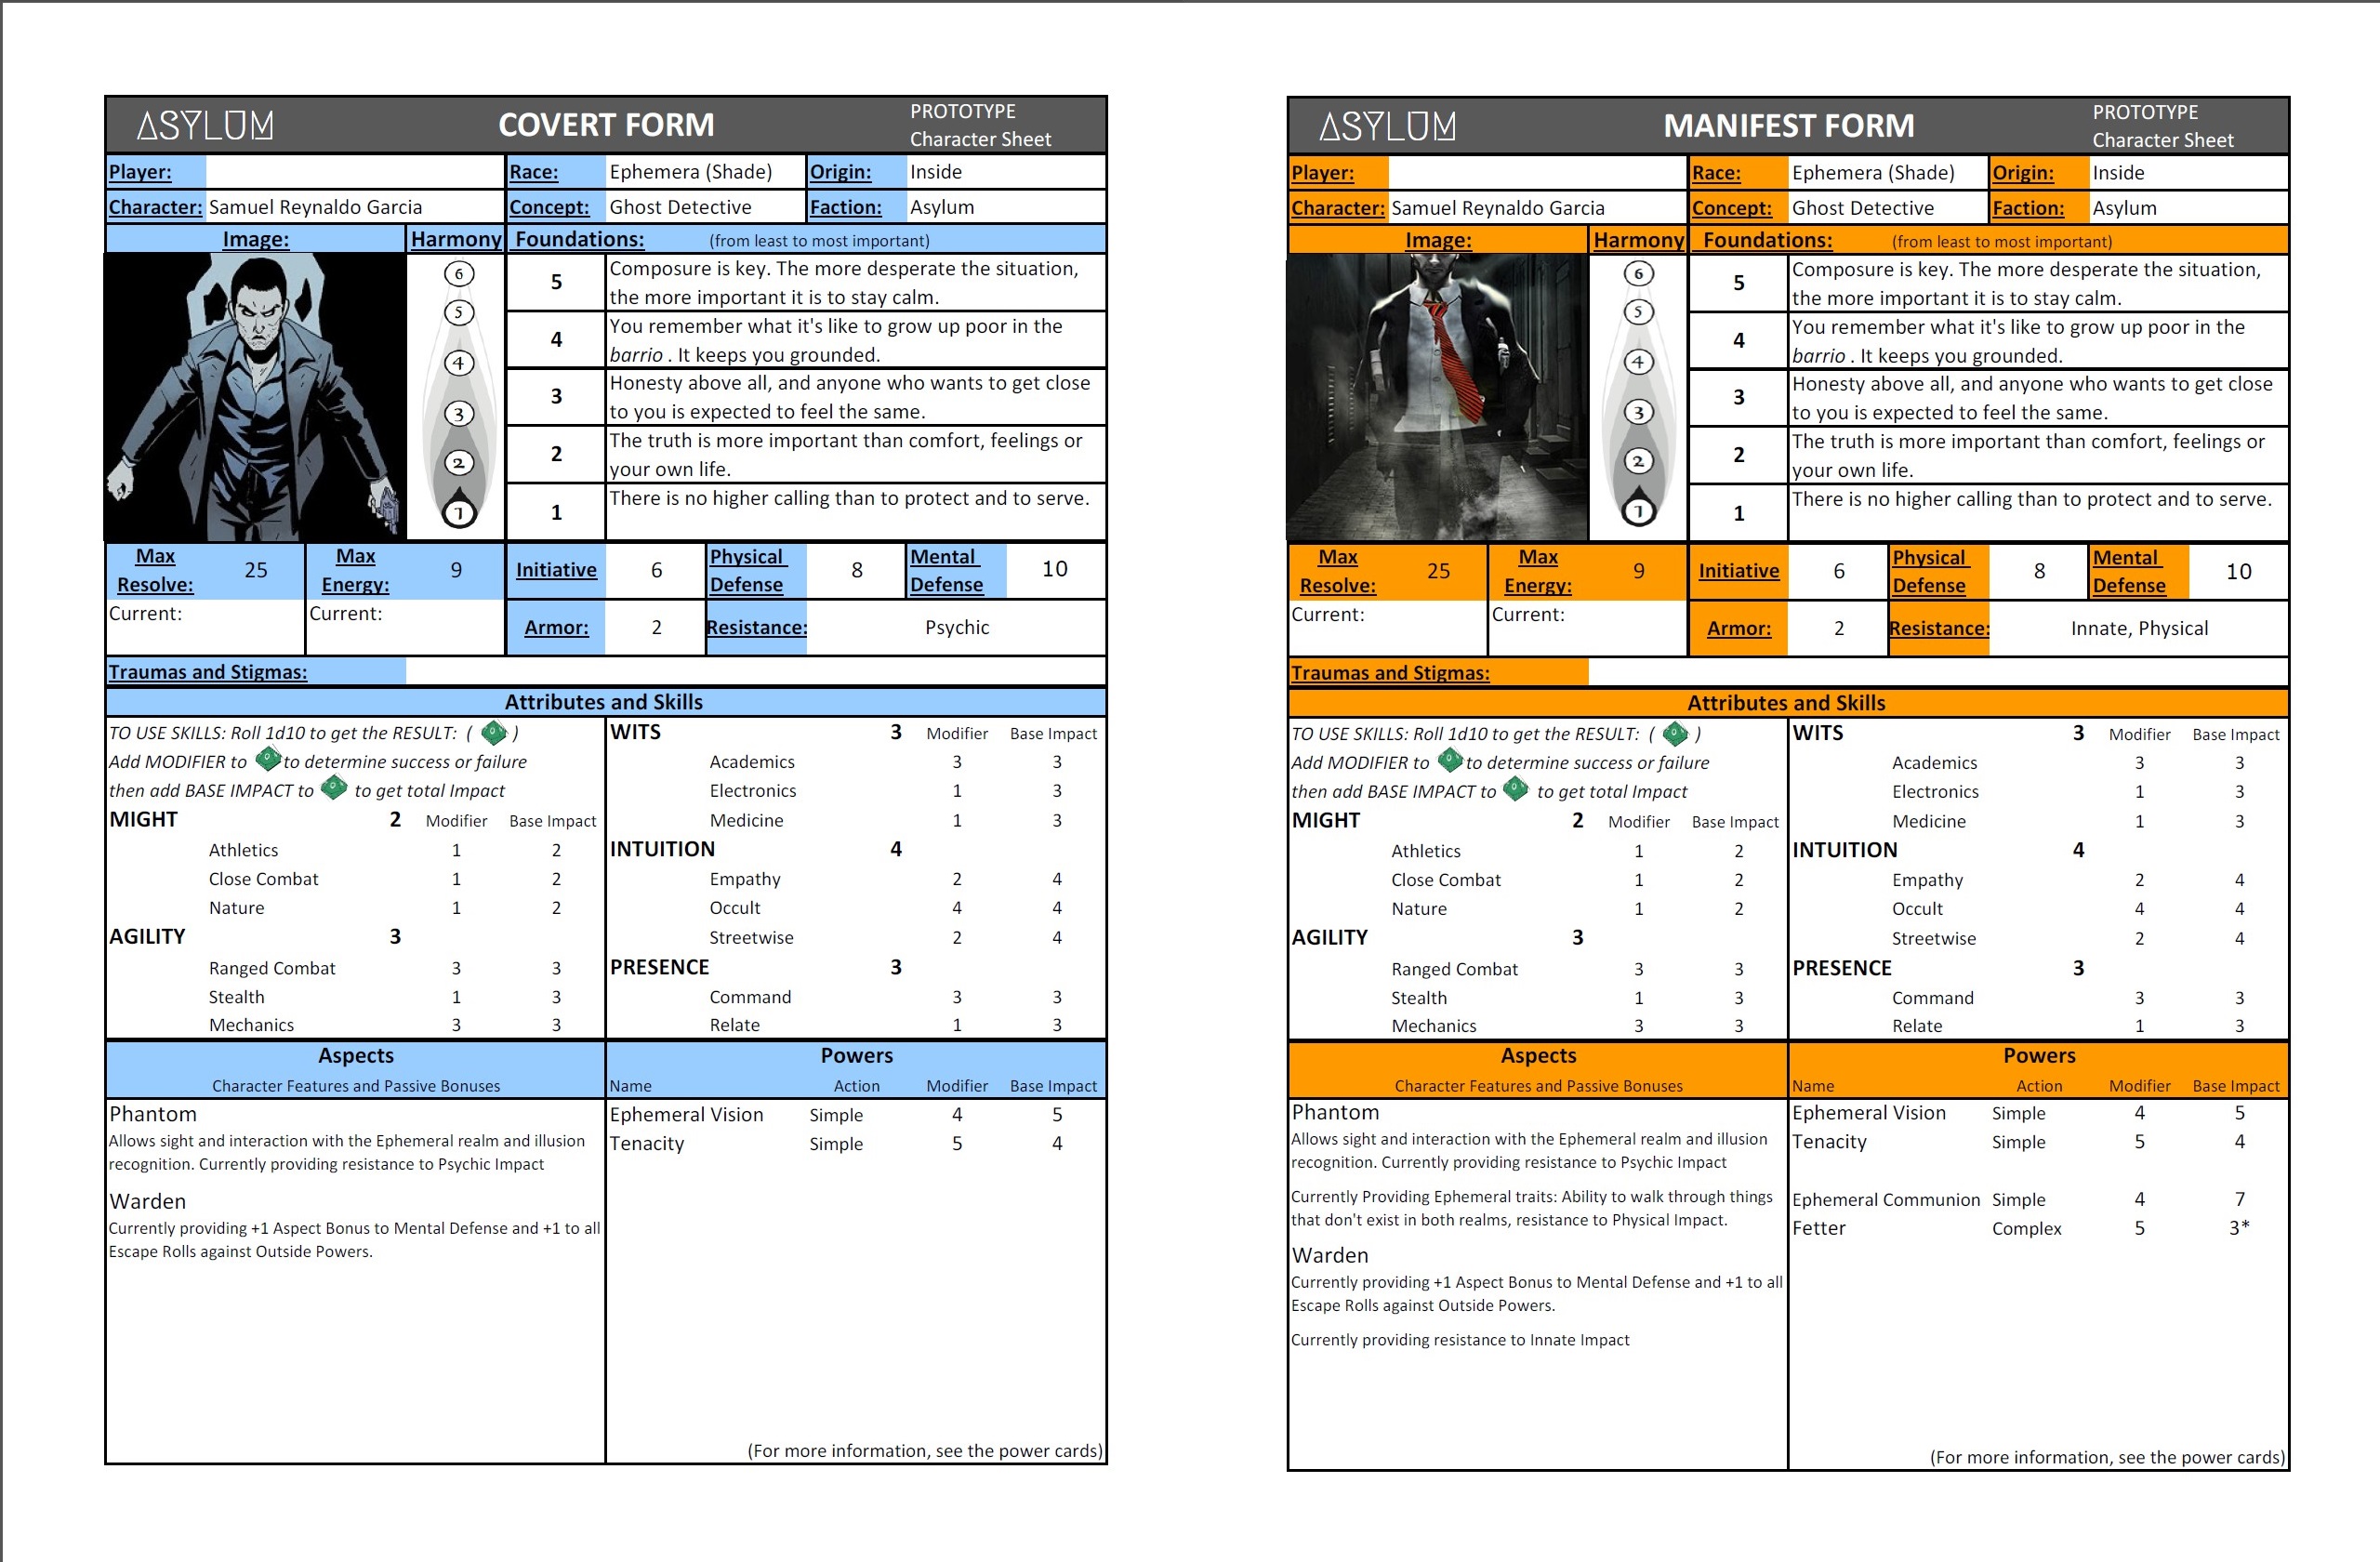 ASYLUM COVERT FORM PROTOTYPE
Character Sheet
Player: Race: Ephemera (Shade) Origin: Inside
Character: Samuel Reynaldo Garcia Concept: Ghost Detective Faction: Asylum
Image: Harmony Foundations: (from least to most important)
6
5
4
3
2
1
5 Composure is key. The more desperate the situation,
the more important it is to stay calm.
4 You remember what it's like to grow up poor in the
barrio . It keeps you grounded.
3 Honesty above all, and anyone who wants to get close
to you is expected to feel the same.
2 The truth is more important than comfort, feelings or
your own life.
1 There is no higher calling than to protect and to serve.
Max Resolve: 25 Max Energy: 9 Initiative 6 Physical Defense 8 Mental Defense 10
Current: Current: Armor: 2 Resistance: Psychic
Traumas and Stigmas:
Attributes and Skills
TO USE SKILLS: Roll 1d10 to get the RESULT: ( )
Add MODIFIER to to determine success or failure
then add BASE IMPACT to to get total Impact
MIGHT 2 Modifier Base Impact
Athletics 1 2
Close Combat 1 2
Nature 1 2
AGILITY 3
Ranged Combat 3 3
Stealth 1 3
Mechanics 3 3
WITS 3 Modifier Base Impact
Academics 3 3
Electronics 1 3
Medicine 1 3
INTUITION 4
Empathy 2 4
Occult 4 4
Streetwise 2 4
PRESENCE 3
Command 3 3
Relate 1 3
Aspects
Character Features and Passive Bonuses
Phantom
Allows sight and interaction with the Ephemeral realm and illusion
recognition. Currently providing resistance to Psychic Impact
Warden
Currently providing +1 Aspect Bonus to Mental Defense and +1 to all
Escape Rolls against Outside Powers.
Powers
Name Action Modifier Base Impact
Ephemeral Vision Simple 4 5
Tenacity Simple 5 4
(For more information, see the power cards)
ASYLUM MANIFEST FORM PROTOTYPE
Character Sheet
Player: Race: Ephemera (Shade) Origin: Inside
Character: Samuel Reynaldo Garcia Concept: Ghost Detective Faction: Asylum
Image: Harmony Foundations: (from least to most important)
6
5
4
3
2
1
5 Composure is key. The more desperate the situation,
the more important it is to stay calm.
4 You remember what it's like to grow up poor in the
barrio . It keeps you grounded.
3 Honesty above all, and anyone who wants to get close
to you is expected to feel the same.
2 The truth is more important than comfort, feelings or
your own life.
1 There is no higher calling than to protect and to serve.
Max Resolve: 25 Max Energy: 9 Initiative 6 Physical Defense 8 Mental Defense 10
Current: Current: Armor: 2 Resistance: Innate, Physical
Traumas and Stigmas:
Attributes and Skills
TO USE SKILLS: Roll 1d10 to get the RESULT: ( )
Add MODIFIER to to determine success or failure
then add BASE IMPACT to to get total Impact
MIGHT 2 Modifier Base Impact
Athletics 1 2
Close Combat 1 2
Nature 1 2
AGILITY 3
Ranged Combat 3 3
Stealth 1 3
Mechanics 3 3
WITS 3 Modifier Base Impact
Academics 3 3
Electronics 1 3
Medicine 1 3
INTUITION 4
Empathy 2 4
Occult 4 4
Streetwise 2 4
PRESENCE 3
Command 3 3
Relate 1 3
Aspects
Character Features and Passive Bonuses
Phantom
Allows sight and interaction with the Ephemeral realm and illusion
recognition. Currently providing resistance to Psychic Impact
Currently Providing Ephemeral traits: Ability to walk through things
that don't exist in both realms, resistance to Physical Impact.
Warden
Currently providing +1 Aspect Bonus to Mental Defense and +1 to all
Escape Rolls against Outside Powers.
Currently providing resistance to Innate Impact
Powers
Name Action Modifier Base Impact
Ephemeral Vision Simple 4 5
Tenacity Simple 5 4
Ephemeral Communion Simple 4 7
Fetter Complex 5 3*
(For more information, see the power cards)